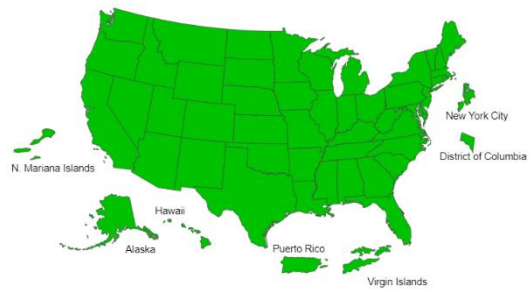 New York City
District of Columbia
N. Mariana Islands
Hawaii
Alaska
Puerto Rico
Virgin Islands